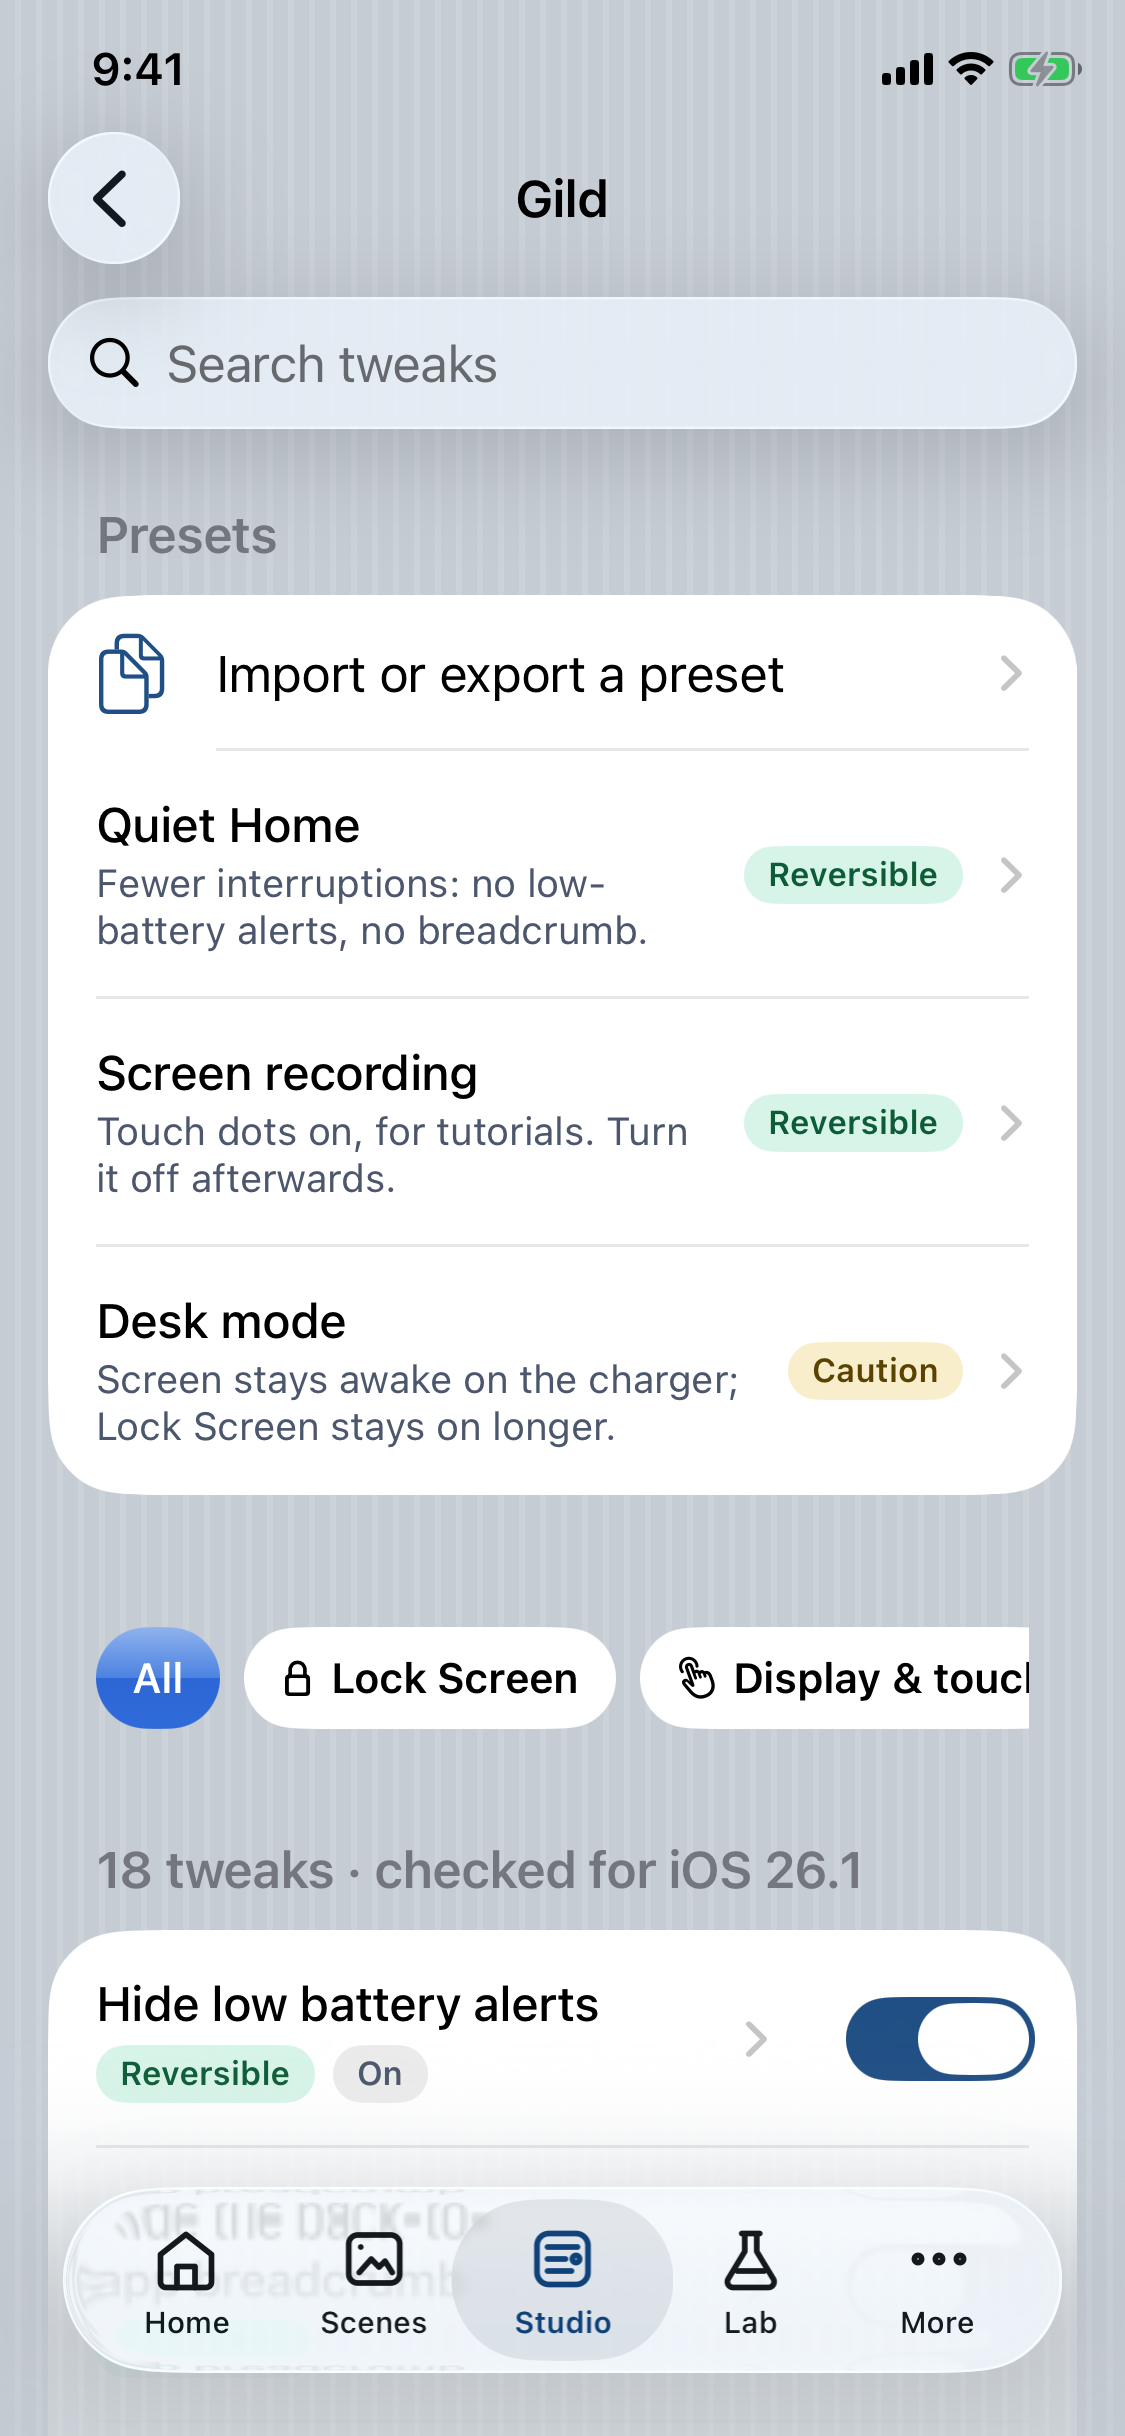 9:41
Gild
Search tweaks
Presets
Import or export a preset
Quiet Home
Fewer interruptions: no low-
battery alerts, no breadcrumb.
Reversible
Screen recording
Touch dots on, for tutorials. Turn
it off afterwards.
Reversible
Desk mode
Screen stays awake on the charger;
Lock Screen stays on longer.
Caution
All
Lock Screen
Display & touch
18 tweaks · checked for iOS 26.1
Hide low battery alerts
Reversible
On
app breadcrumb
Home
Scenes
Studio
Lab
More